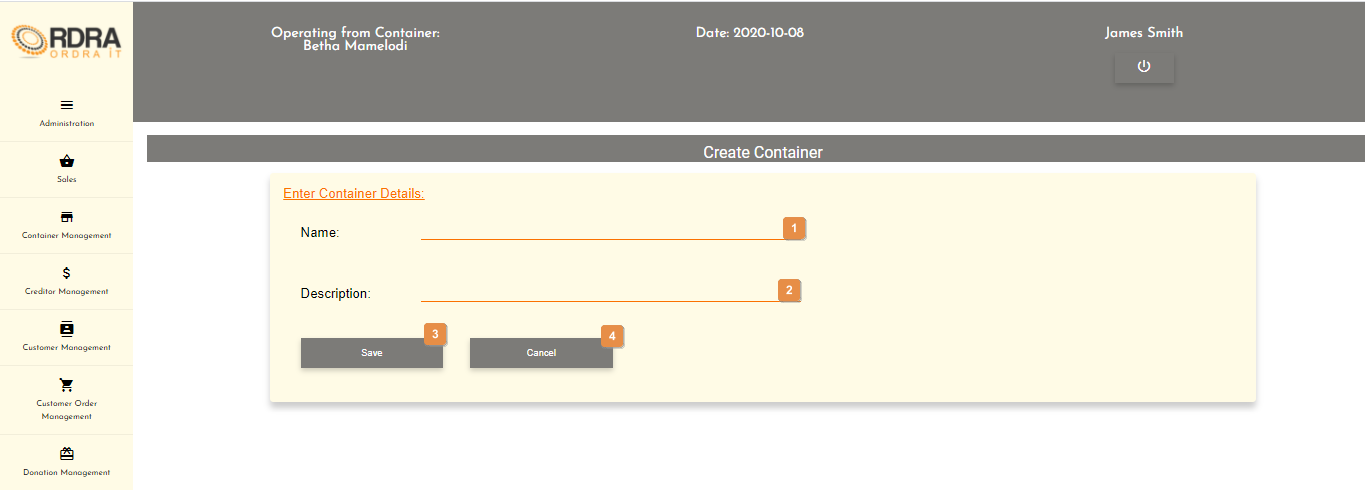 RDRA
ORDRA IT
Administration
Sales
Container Management
Creditor Management
Customer Management
Customer Order
Management
Donation Management
Operating from Container:
Betha Mamelodi
Date: 2020-10-08
James Smith
Create Container
Enter Container Details:
Name:
1
Description:
2
Save
3
Cancel
4